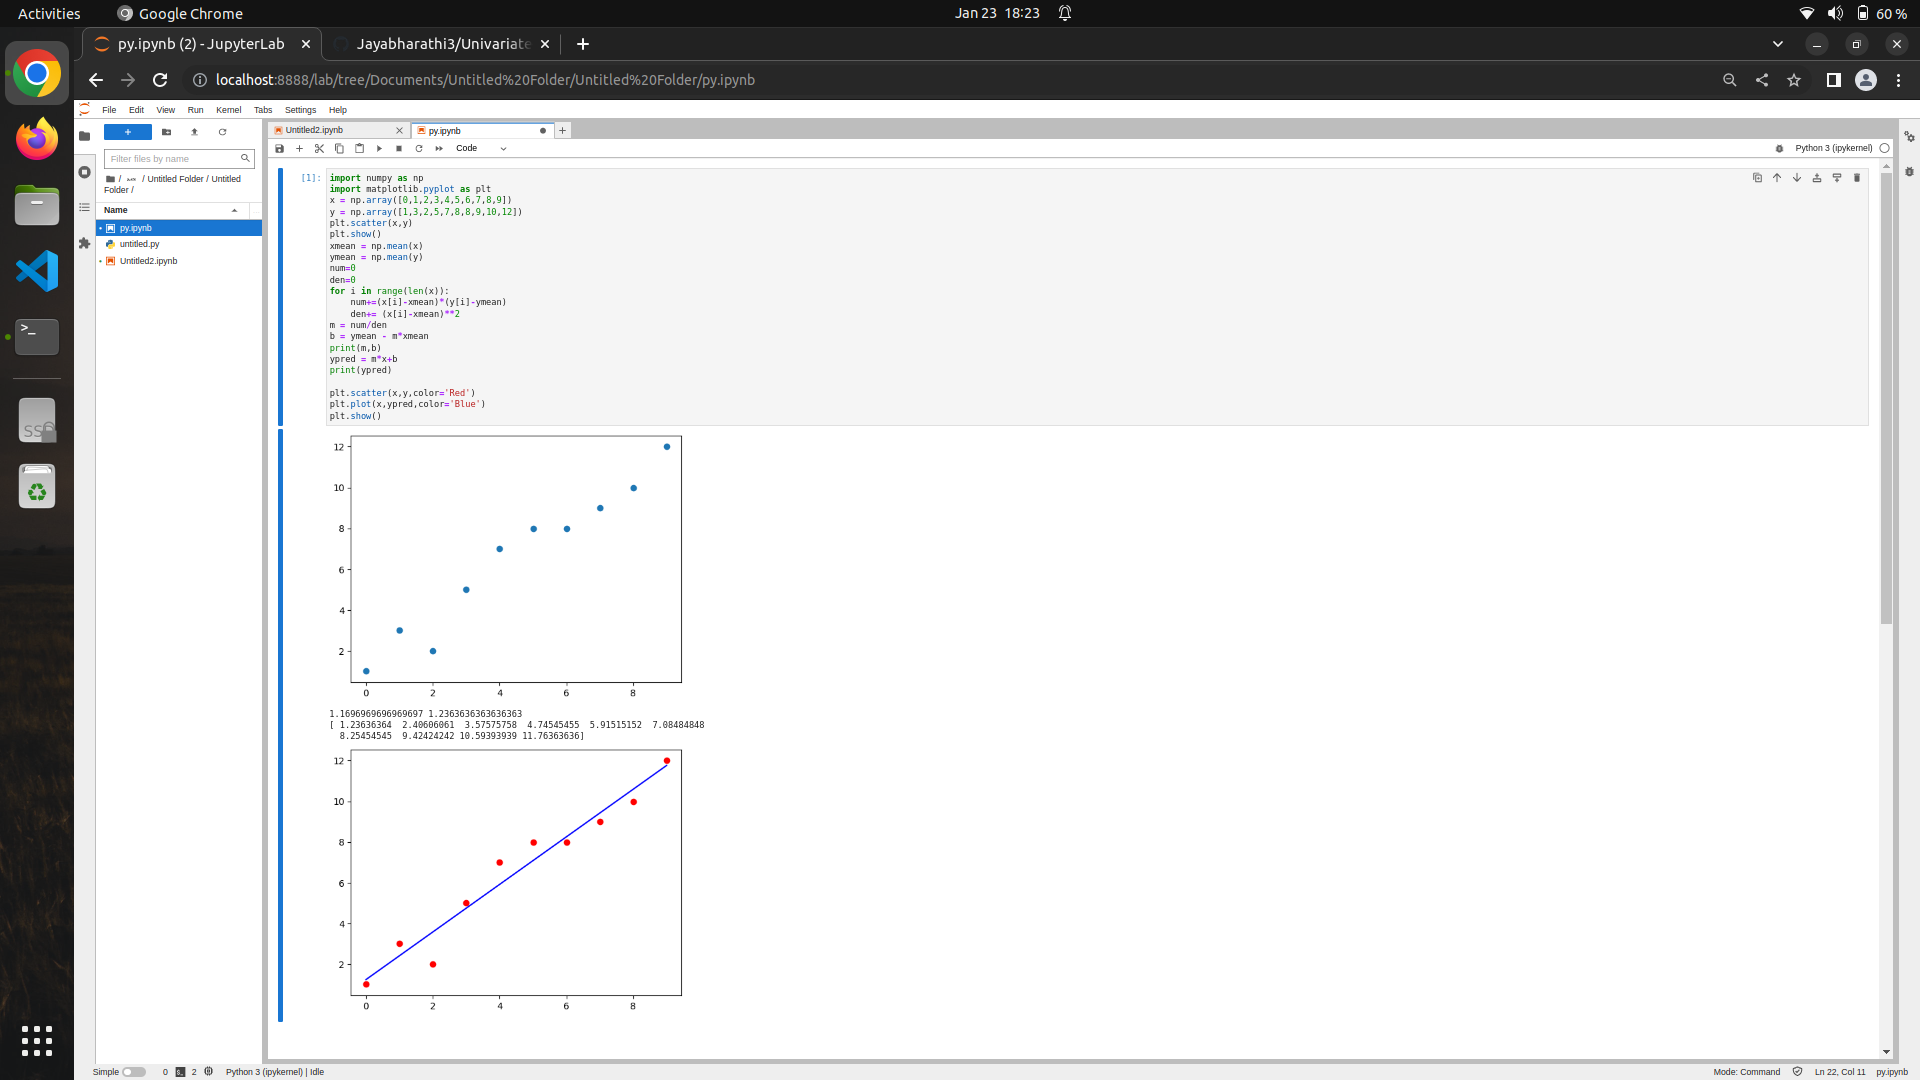 Activities
Google Chrome
Jan 23 18:23
60 %
py.ipynb (2) - JupyterLab
Jayabharathi3/Univariate
localhost:8888/lab/tree/Documents/Untitled%20Folder/Untitled%20Folder/py.ipynb
File Edit View Run Kernel Tabs Settings Help
Untitled2.ipynb
py.ipynb
Filter files by name
Code
Python 3 (ipykernel)
/ ... / Untitled Folder / Untitled
Folder /
Name
py.ipynb
untitled.py
Untitled2.ipynb
[1]:
import numpy as np
import matplotlib.pyplot as plt
x = np.array([0,1,2,3,4,5,6,7,8,9])
y = np.array([1,3,2,5,7,8,8,9,10,12])
plt.scatter(x,y)
plt.show()
xmean = np.mean(x)
ymean = np.mean(y)
num=0
den=0
for i in range(len(x)):
    num+=(x[i]-xmean)*(y[i]-ymean)
    den+= (x[i]-xmean)**2
m = num/den
b = ymean - m*xmean
print(m,b)
ypred = m*x+b
print(ypred)
plt.scatter(x,y,color='Red')
plt.plot(x,ypred,color='Blue')
plt.show()
12
10
8
6
4
2
0 2 4 6 8
1.1696969696969697 1.2363636363636363
[ 1.23636364  2.40606061  3.57575758  4.74545455  5.91515152  7.08484848
  8.25454545  9.42424242 10.59393939 11.76363636]
12
10
8
6
4
2
0 2 4 6 8
SSD
Simple 0 2 Python 3 (ipykernel) | Idle
Mode: Command Ln 22, Col 11 py.ipynb